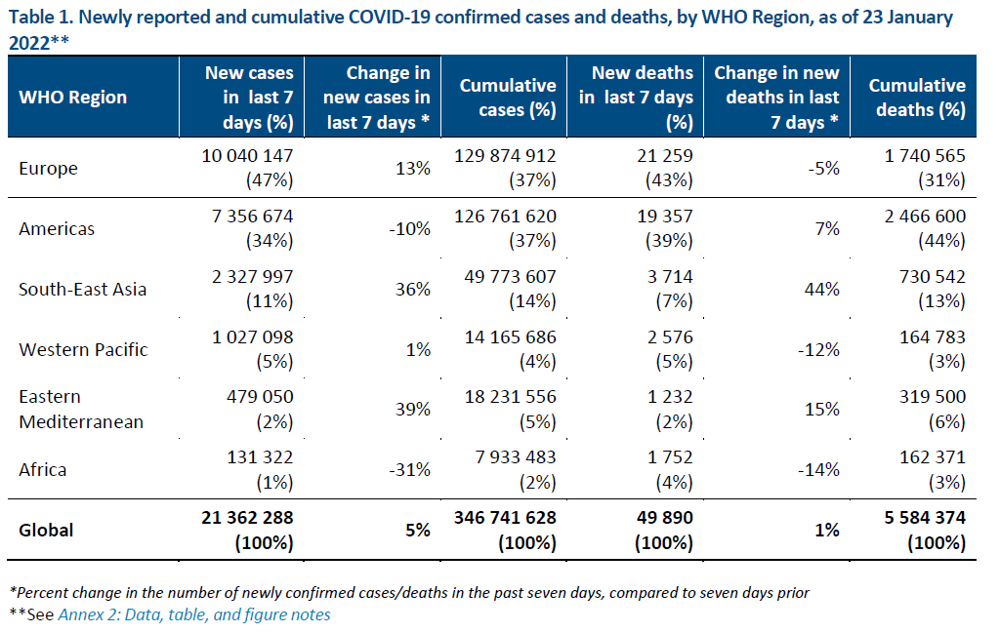 Table 1. Newly reported and cumulative COVID-19 confirmed cases and deaths, by WHO Region, as of 23 January
2022**
WHO Region
New cases
in last 7
days (%)
Change in
new cases in
last 7 days *
Cumulative
cases (%)
New deaths
in last 7 days
(%)
Change in new
deaths in last
7 days *
Cumulative
deaths (%)
Europe
10 040 147
(47%)
13%
129 874 912
(37%)
21 259
(43%)
-5%
1 740 565
(31%)
Americas
7 356 674
(34%)
-10%
126 761 620
(37%)
19 357
(39%)
7%
2 466 600
(44%)
South-East Asia
2 327 997
(11%)
36%
49 773 607
(14%)
3 714
(7%)
44%
730 542
(13%)
Western Pacific
1 027 098
(5%)
1%
14 165 686
(4%)
2 576
(5%)
-12%
164 783
(3%)
Eastern
Mediterranean
479 050
(2%)
39%
18 231 556
(5%)
1 232
(2%)
15%
319 500
(6%)
Africa
131 322
(1%)
-31%
7 933 483
(2%)
1 752
(4%)
-14%
162 371
(3%)
Global
21 362 288
(100%)
5%
346 741 628
(100%)
49 890
(100%)
1%
5 584 374
(100%)
*Percent change in the number of newly confirmed cases/deaths in the past seven days, compared to seven days prior
**See Annex 2: Data, table, and figure notes